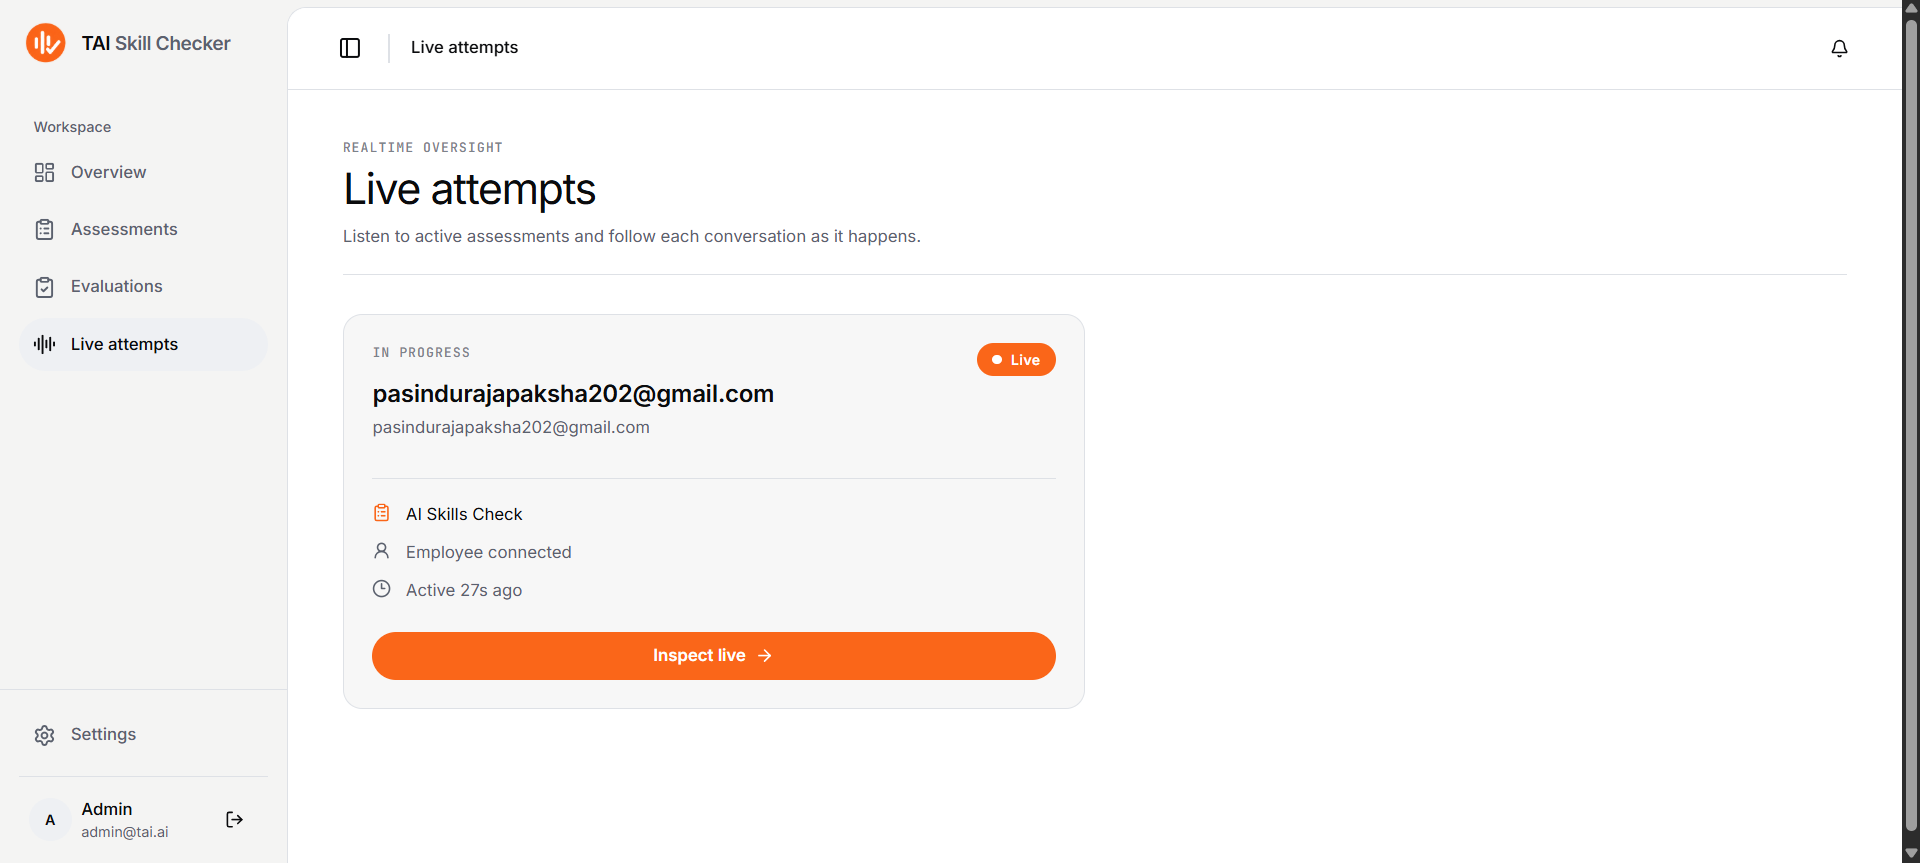 TAI Skill Checker
Workspace
Overview
Assessments
Evaluations
Live attempts
Settings
A
Admin
admin@tai.ai
Live attempts
REALTIME OVERSIGHT
Live attempts
Listen to active assessments and follow each conversation as it happens.
IN PROGRESS
Live
pasindurajapaksha202@gmail.com
pasindurajapaksha202@gmail.com
AI Skills Check
Employee connected
Active 27s ago
Inspect live →